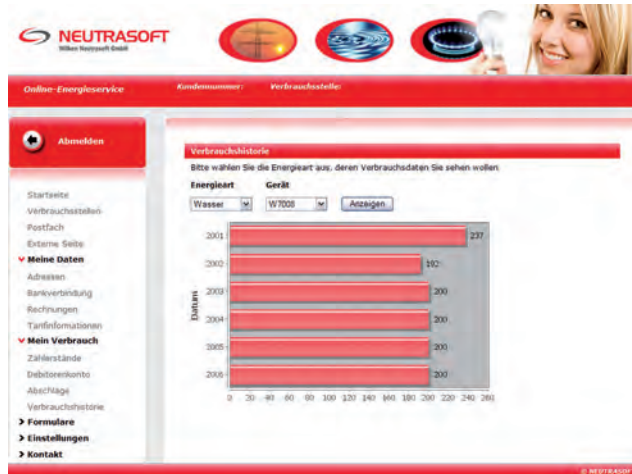 NEUTRASOFT
Wilken Neutrasoft GmbH
Online-Energieservice
Kundennummer: Verbrauchsstelle:
Abmelden
Startseite
Verbrauchsstellen
Postfach
Externe Seite
Meine Daten
Adressen
Bankverbindung
Rechnungen
Tarifinformationen
Mein Verbrauch
Zählerstände
Debitorenkonto
Abschläge
Verbrauchshistorie
Formulare
Einstellungen
Kontakt
Verbrauchshistorie
Bitte wählen Sie die Energieart aus, deren Verbrauchsdaten Sie sehen wollen
Energieart Gerät
Wasser W7008 Anzeigen
Datum
2001 237
2002 192
2003 200
2004 200
2005 200
2006 200
0 20 40 60 80 100 120 140 160 180 200 220 240 260
© NEUTRASOFT